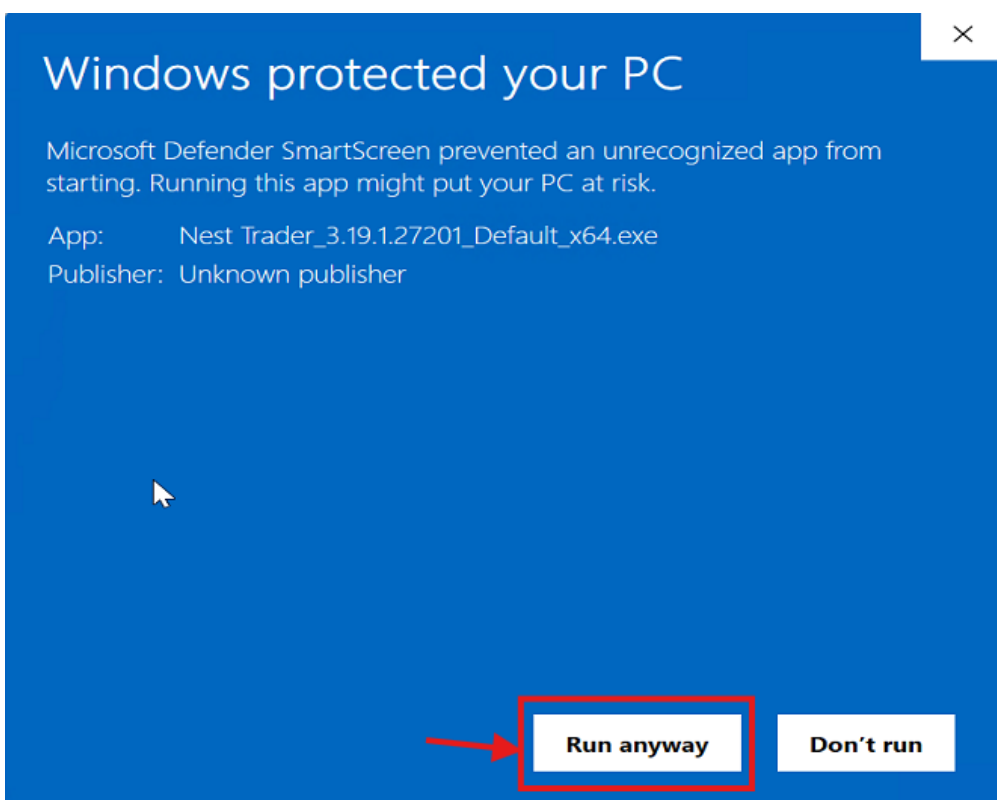 Windows protected your PC
Microsoft Defender SmartScreen prevented an unrecognized app from
starting. Running this app might put your PC at risk.
App: Nest Trader_3.19.1.27201_Default_x64.exe
Publisher: Unknown publisher
Run anyway Don’t run